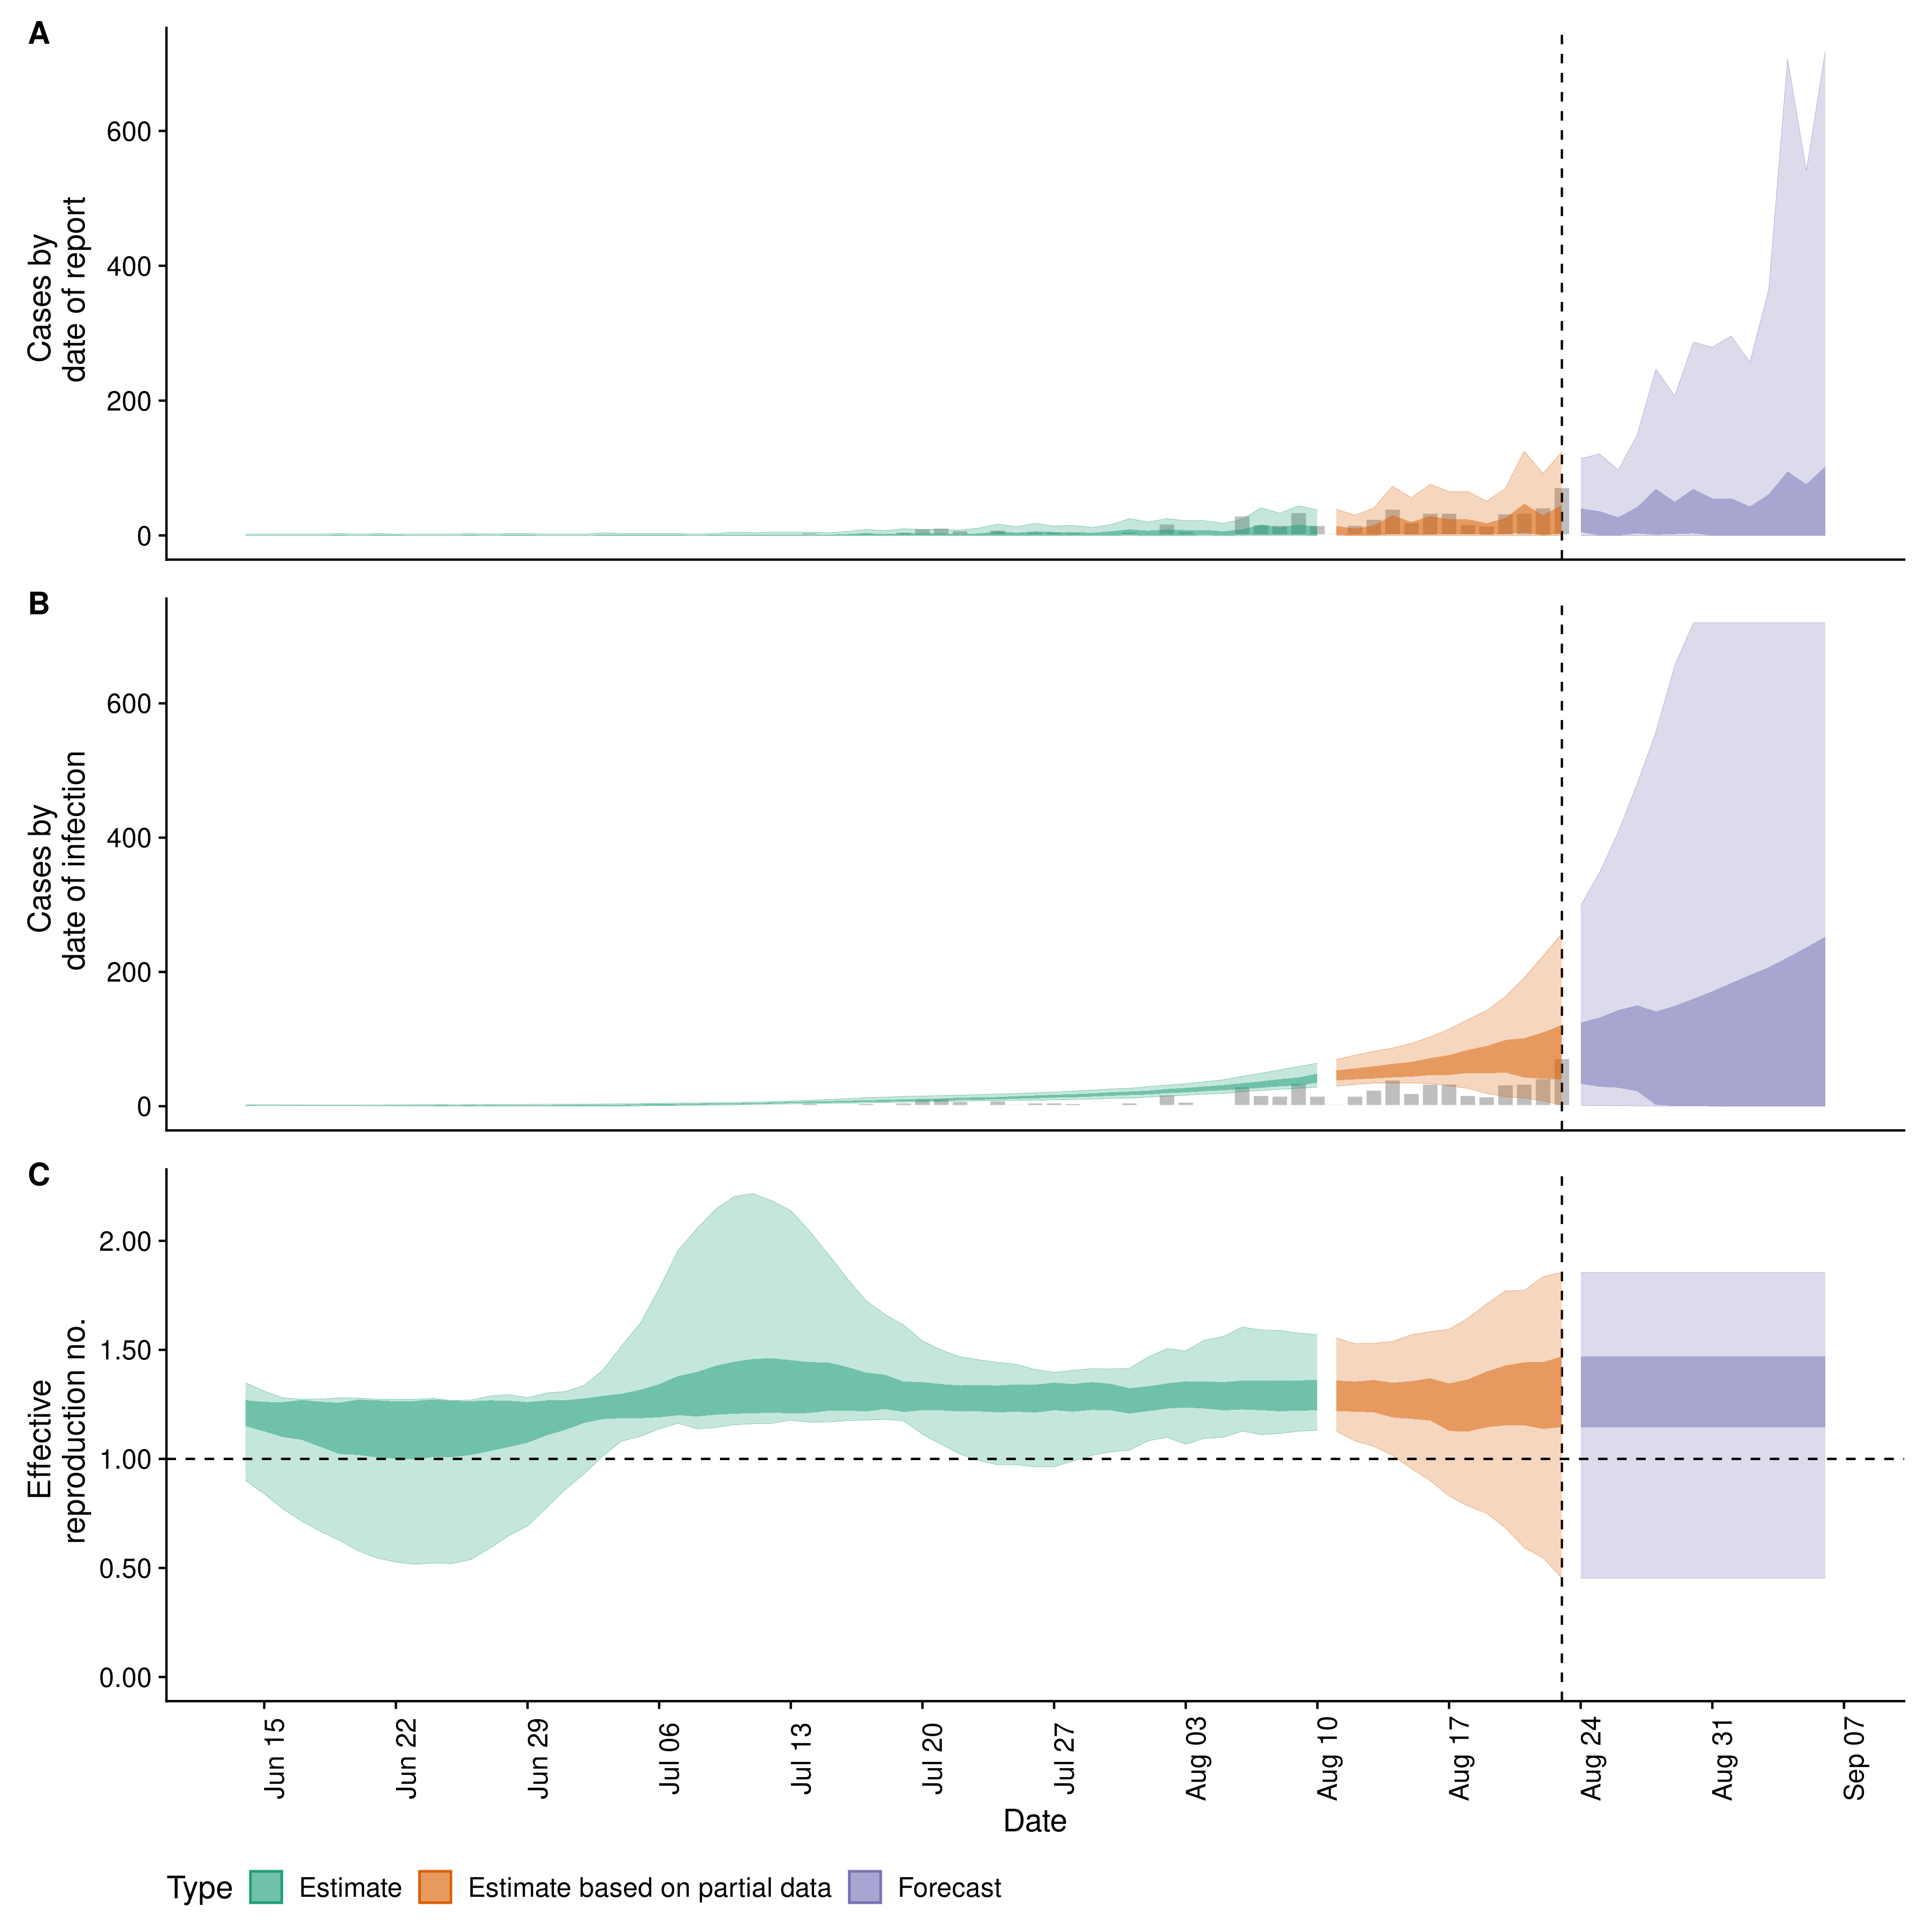 A
Cases by
date of report
600
400
200
0
B
Cases by
date of infection
600
400
200
0
C
Effective
reproduction no.
2.00
1.50
1.00
0.50
0.00
Jun 15
Jun 22
Jun 29
Jul 06
Jul 13
Jul 20
Jul 27
Aug 03
Aug 10
Aug 17
Aug 24
Aug 31
Sep 07
Date
Type
Estimate
Estimate based on partial data
Forecast